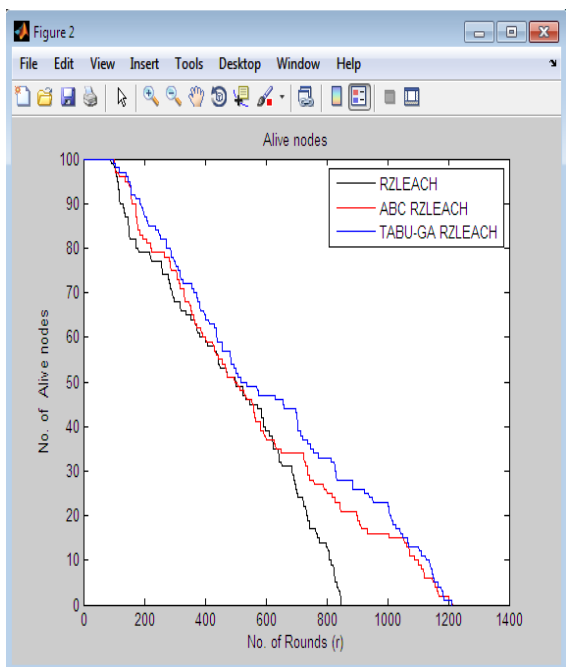 Figure 2
File Edit View Insert Tools Desktop Window Help
Alive nodes
RZLEACH
ABC RZLEACH
TABU-GA RZLEACH
No. of Alive nodes
100
90
80
70
60
50
40
30
20
10
0
0 200 400 600 800 1000 1200 1400
No. of Rounds (r)